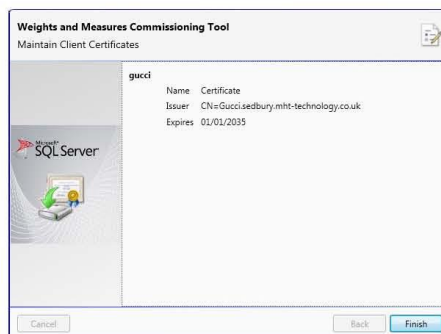 Weights and Measures Commissioning Tool
Maintain Client Certificates
gucci
Name Certificate
Issuer CN=Gucci.sedbury.mht-technology.co.uk
Expires 01/01/2035
Microsoft
SQL Server
Cancel
Back
Finish